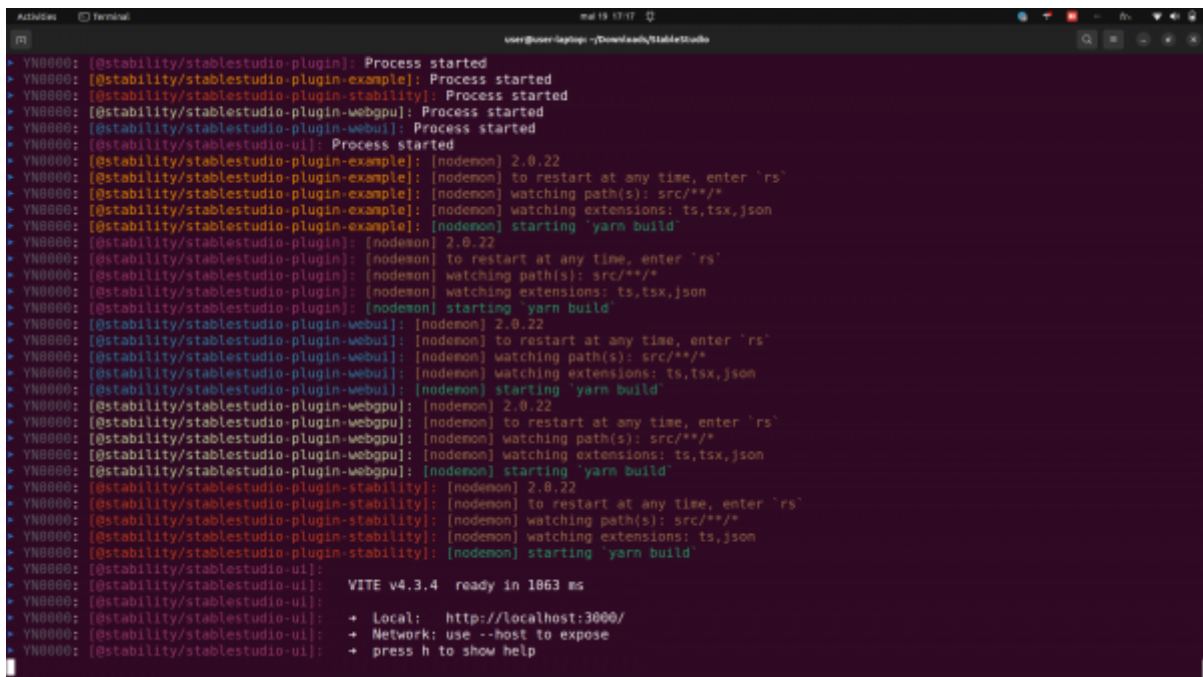 Activities Terminal mai 19 17:17
user@user-laptop: ~/Downloads/StableStudio
YN0000: [@stability/stablestudio-plugin]: Process started
YN0000: [@stability/stablestudio-plugin-example]: Process started
YN0000: [@stability/stablestudio-plugin-stability]: Process started
YN0000: [@stability/stablestudio-plugin-webgpu]: Process started
YN0000: [@stability/stablestudio-plugin-webui]: Process started
YN0000: [@stability/stablestudio-ui]: Process started
YN0000: [@stability/stablestudio-plugin-example]: [nodemon] 2.0.22
YN0000: [@stability/stablestudio-plugin-example]: [nodemon] to restart at any time, enter `rs`
YN0000: [@stability/stablestudio-plugin-example]: [nodemon] watching path(s): src/**/*
YN0000: [@stability/stablestudio-plugin-example]: [nodemon] watching extensions: ts,tsx,json
YN0000: [@stability/stablestudio-plugin-example]: [nodemon] starting `yarn build`
YN0000: [@stability/stablestudio-plugin]: [nodemon] 2.0.22
YN0000: [@stability/stablestudio-plugin]: [nodemon] to restart at any time, enter `rs`
YN0000: [@stability/stablestudio-plugin]: [nodemon] watching path(s): src/**/*
YN0000: [@stability/stablestudio-plugin]: [nodemon] watching extensions: ts,tsx,json
YN0000: [@stability/stablestudio-plugin]: [nodemon] starting `yarn build`
YN0000: [@stability/stablestudio-plugin-webui]: [nodemon] 2.0.22
YN0000: [@stability/stablestudio-plugin-webui]: [nodemon] to restart at any time, enter `rs`
YN0000: [@stability/stablestudio-plugin-webui]: [nodemon] watching path(s): src/**/*
YN0000: [@stability/stablestudio-plugin-webui]: [nodemon] watching extensions: ts,tsx,json
YN0000: [@stability/stablestudio-plugin-webui]: [nodemon] starting `yarn build`
YN0000: [@stability/stablestudio-plugin-webgpu]: [nodemon] 2.0.22
YN0000: [@stability/stablestudio-plugin-webgpu]: [nodemon] to restart at any time, enter `rs`
YN0000: [@stability/stablestudio-plugin-webgpu]: [nodemon] watching path(s): src/**/*
YN0000: [@stability/stablestudio-plugin-webgpu]: [nodemon] watching extensions: ts,tsx,json
YN0000: [@stability/stablestudio-plugin-webgpu]: [nodemon] starting `yarn build`
YN0000: [@stability/stablestudio-plugin-stability]: [nodemon] 2.0.22
YN0000: [@stability/stablestudio-plugin-stability]: [nodemon] to restart at any time, enter `rs`
YN0000: [@stability/stablestudio-plugin-stability]: [nodemon] watching path(s): src/**/*
YN0000: [@stability/stablestudio-plugin-stability]: [nodemon] watching extensions: ts,json
YN0000: [@stability/stablestudio-plugin-stability]: [nodemon] starting `yarn build`
YN0000: [@stability/stablestudio-ui]:
YN0000: [@stability/stablestudio-ui]: VITE v4.3.4 ready in 1063 ms
YN0000: [@stability/stablestudio-ui]:
YN0000: [@stability/stablestudio-ui]: ➜ Local: http://localhost:3000/
YN0000: [@stability/stablestudio-ui]: ➜ Network: use --host to expose
YN0000: [@stability/stablestudio-ui]: ➜ press h to show help